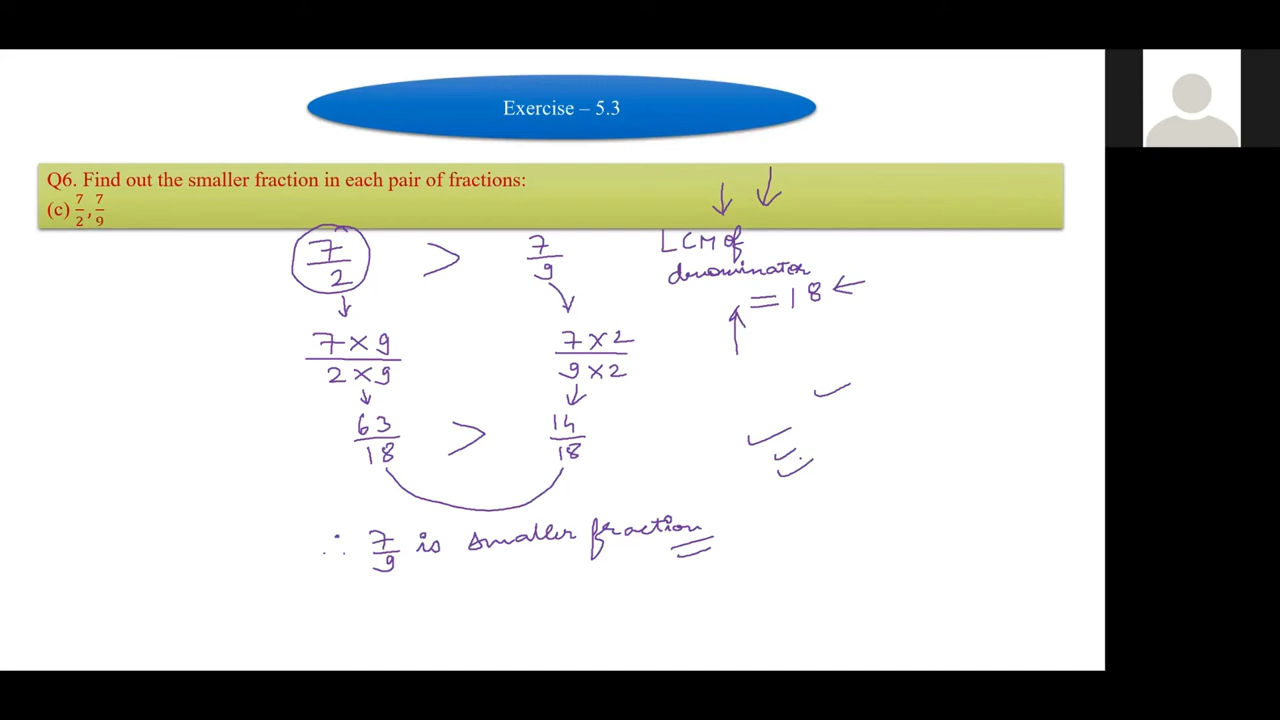 Exercise – 5.3
Q6. Find out the smaller fraction in each pair of fractions:
(c) 7/2, 7/9
7/2 > 7/9
LCM of
denominator
= 18
7 × 9 / 2 × 9 7 × 2 / 9 × 2
63/18 > 14/18
∴ 7/9 is smaller fraction